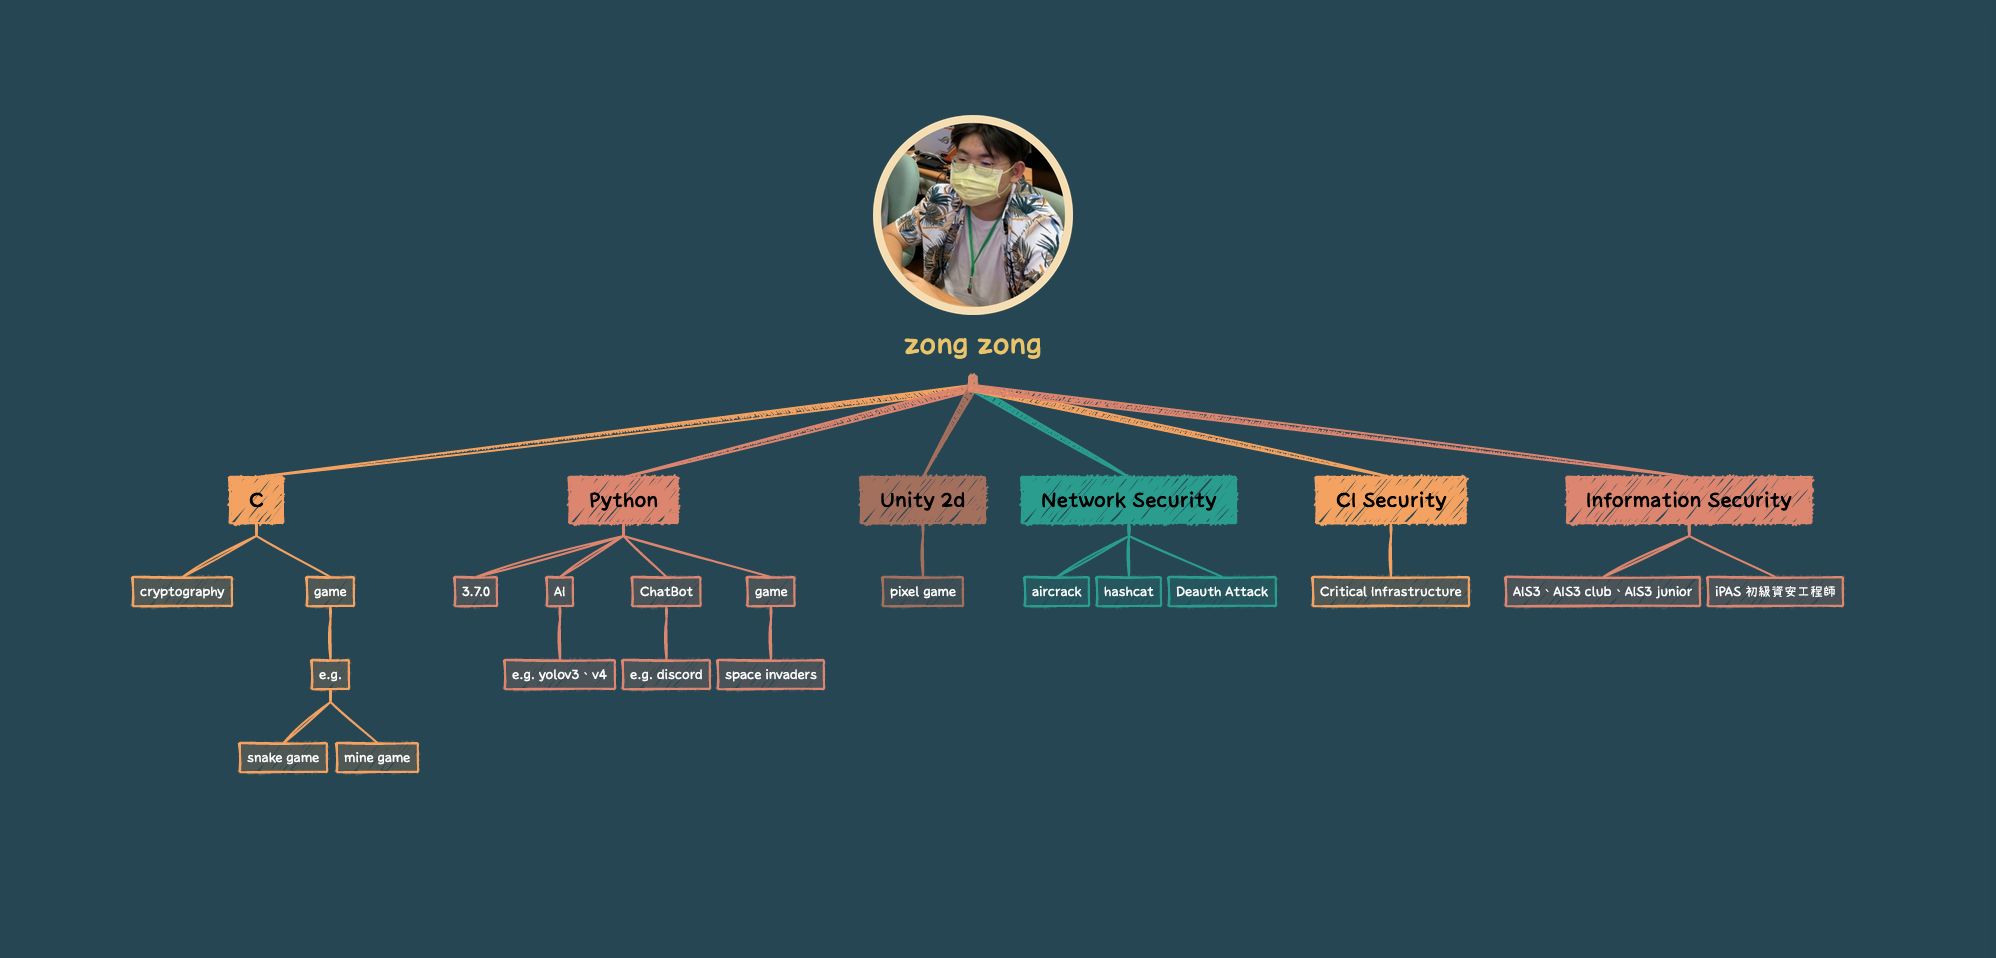 zong zong
C
Python
Unity 2d
Network Security
CI Security
Information Security
cryptography
game
3.7.0
AI
ChatBot
game
pixel game
aircrack
hashcat
Deauth Attack
Critical Infrastructure
AIS3、AIS3 club、AIS3 junior
iPAS 初級資安工程師
e.g.
e.g. yolov3、v4
e.g. discord
space invaders
snake game
mine game